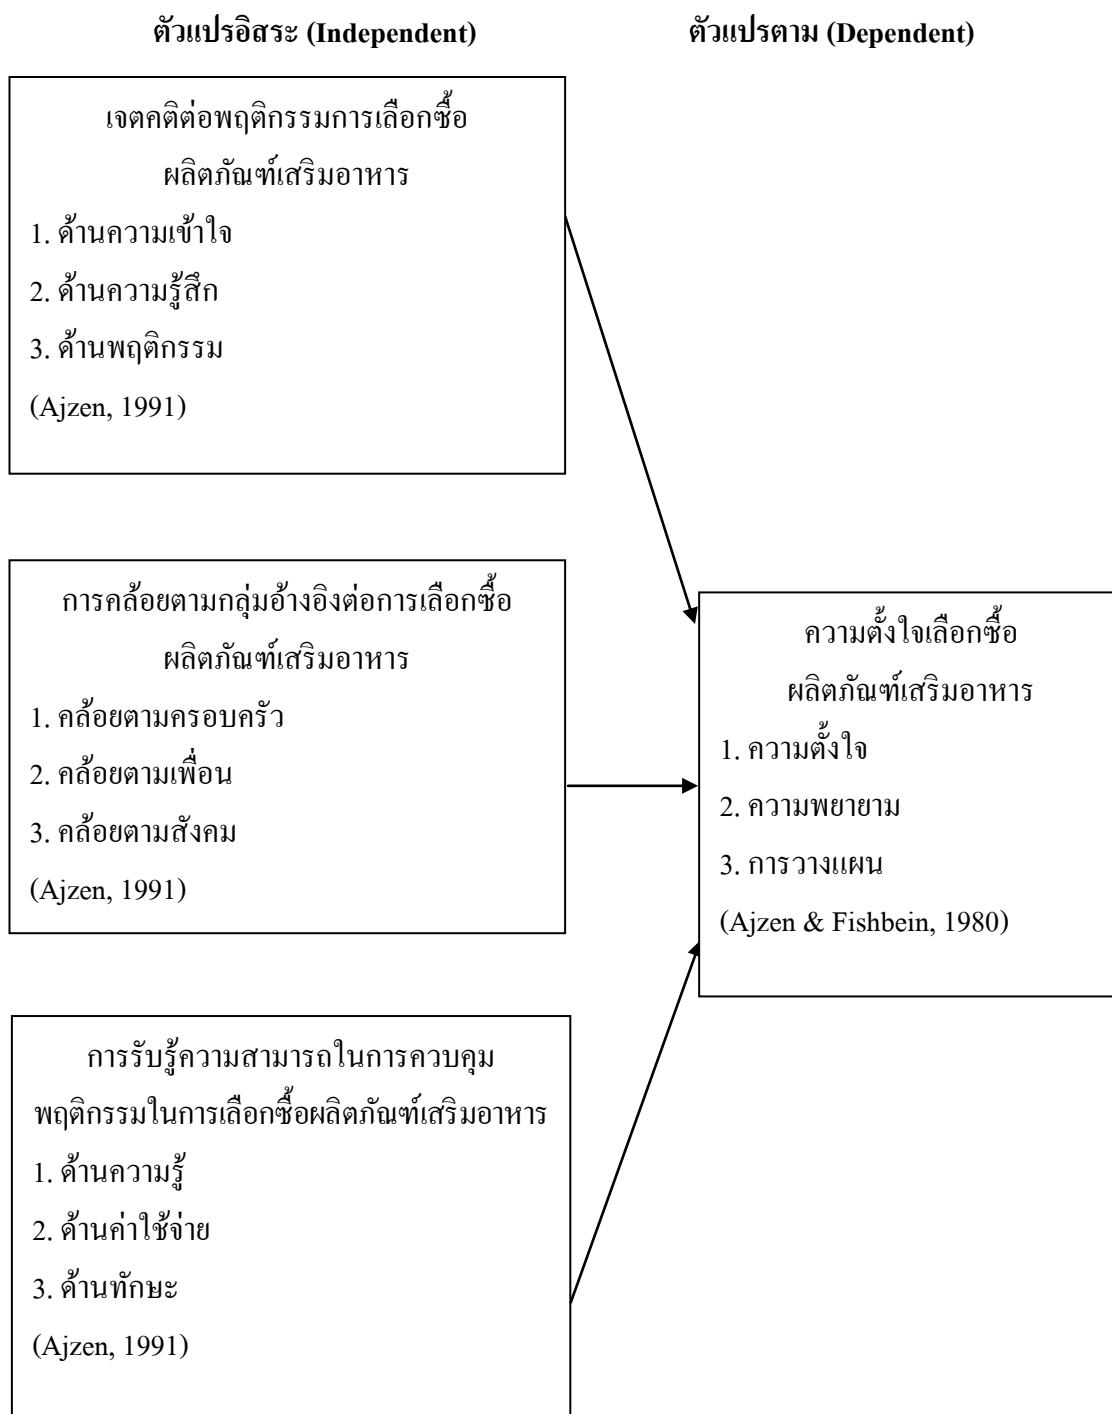 ตัวแปรอิสระ (Independent)
ตัวแปรตาม (Dependent)
เจตคติต่อพฤติกรรมการเลือกซื้อ
ผลิตภัณฑ์เสริมอาหาร
1. ด้านความเข้าใจ
2. ด้านความรู้สึก
3. ด้านพฤติกรรม
(Ajzen, 1991)
การคล้อยตามกลุ่มอ้างอิงต่อการเลือกซื้อ
ผลิตภัณฑ์เสริมอาหาร
1. คล้อยตามครอบครัว
2. คล้อยตามเพื่อน
3. คล้อยตามสังคม
(Ajzen, 1991)
การรับรู้ความสามารถในการควบคุม
พฤติกรรมในการเลือกซื้อผลิตภัณฑ์เสริมอาหาร
1. ด้านความรู้
2. ด้านค่าใช้จ่าย
3. ด้านทักษะ
(Ajzen, 1991)
ความตั้งใจเลือกซื้อ
ผลิตภัณฑ์เสริมอาหาร
1. ความตั้งใจ
2. ความพยายาม
3. การวางแผน
(Ajzen & Fishbein, 1980)